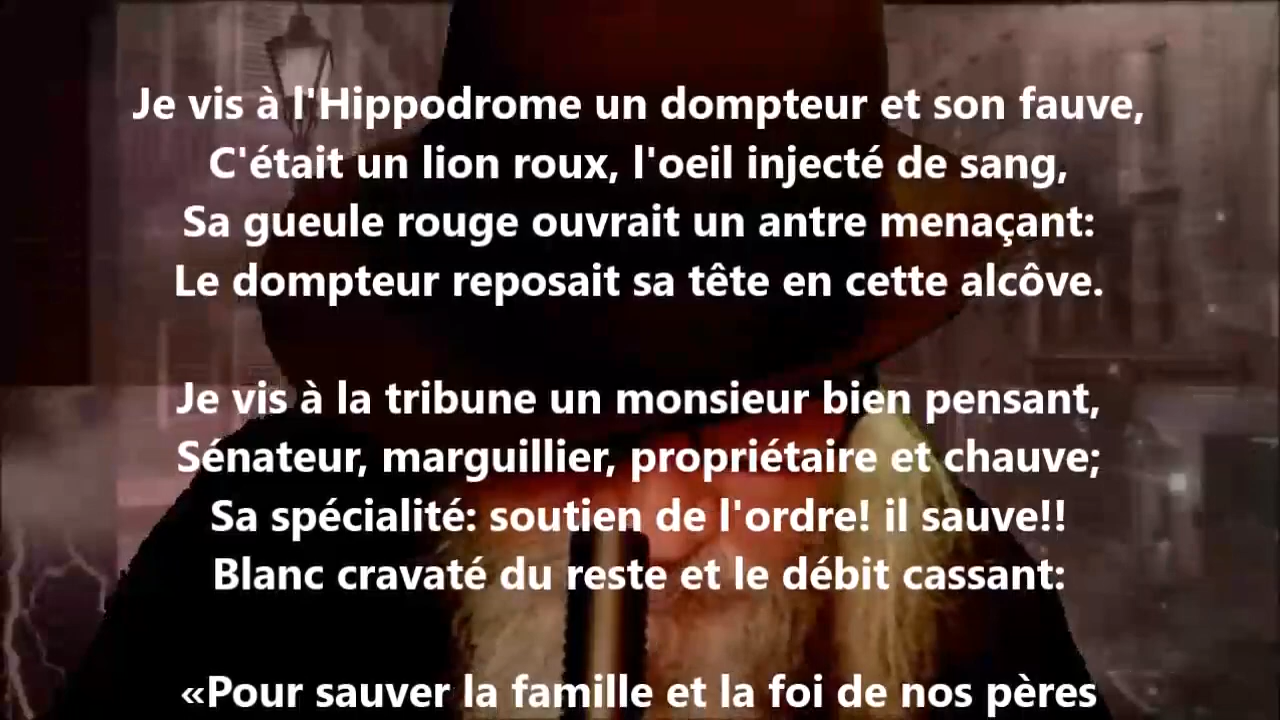 Je vis à l'Hippodrome un dompteur et son fauve,
C'était un lion roux, l'oeil injecté de sang,
Sa gueule rouge ouvrait un antre menaçant:
Le dompteur reposait sa tête en cette alcôve.
Je vis à la tribune un monsieur bien pensant,
Sénateur, marguillier, propriétaire et chauve;
Sa spécialité: soutien de l'ordre! il sauve!!
Blanc cravaté du reste et le débit cassant:
«Pour sauver la famille et la foi de nos pères